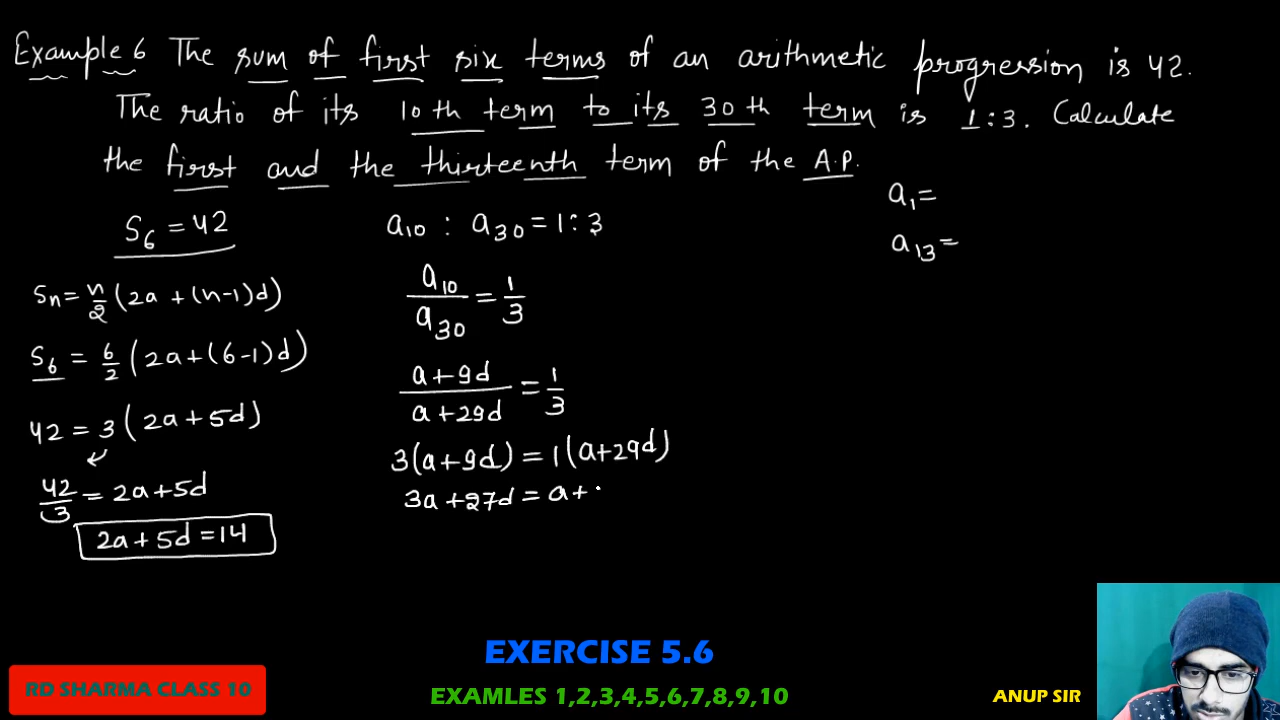 Example 6 The sum of first six terms of an arithmetic progression is 42.
The ratio of its 10th term to its 30th term is 1:3. Calculate
the first and the thirteenth term of the A.P.
S₆ = 42
Sn = n/2 (2a + (n-1)d)
S₆ = 6/2 (2a + (6-1)d)
42 = 3 (2a + 5d)
42/3 = 2a + 5d
2a + 5d = 14
a₁₀ : a₃₀ = 1 : 3
a₁₀/a₃₀ = 1/3
a + 9d / a + 29d = 1/3
3(a + 9d) = 1(a + 29d)
3a + 27d = a +
a₁ =
a₁₃ =
EXERCISE 5.6
RD SHARMA CLASS 10
EXAMLES 1,2,3,4,5,6,7,8,9,10
ANUP SIR